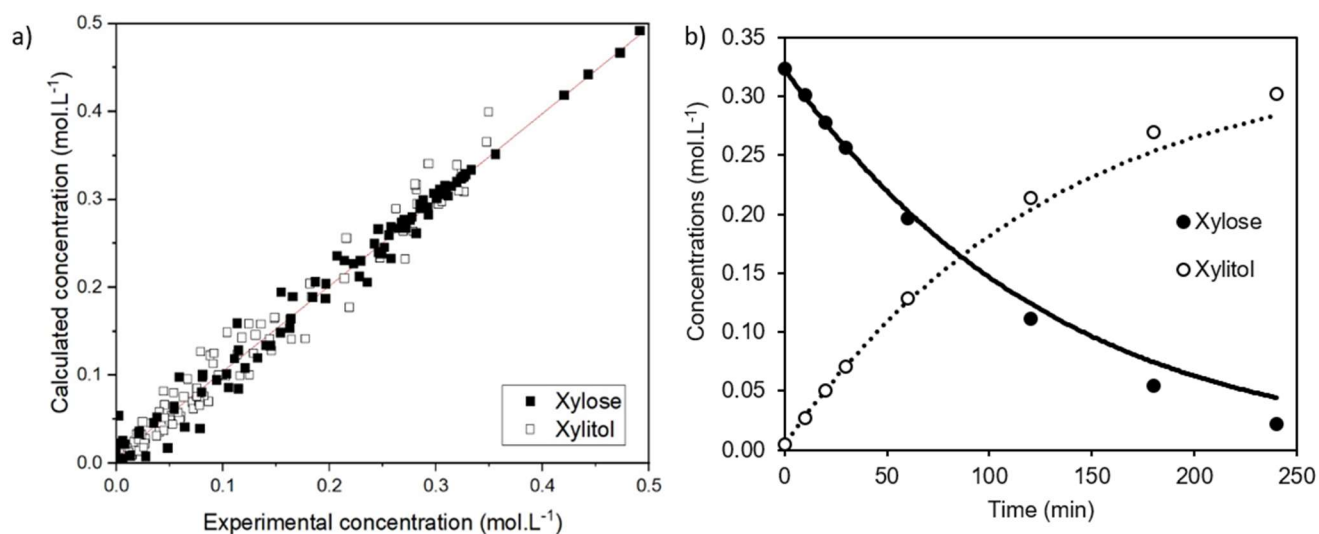 a)
Calculated concentration (mol.L⁻¹)
0.5
0.4
0.3
0.2
0.1
0.0
0.0 0.1 0.2 0.3 0.4 0.5
Experimental concentration (mol.L⁻¹)
Xylose
Xylitol
b)
Concentrations (mol.L⁻¹)
0.35
0.30
0.25
0.20
0.15
0.10
0.05
0.00
0 50 100 150 200 250
Time (min)
Xylose
Xylitol